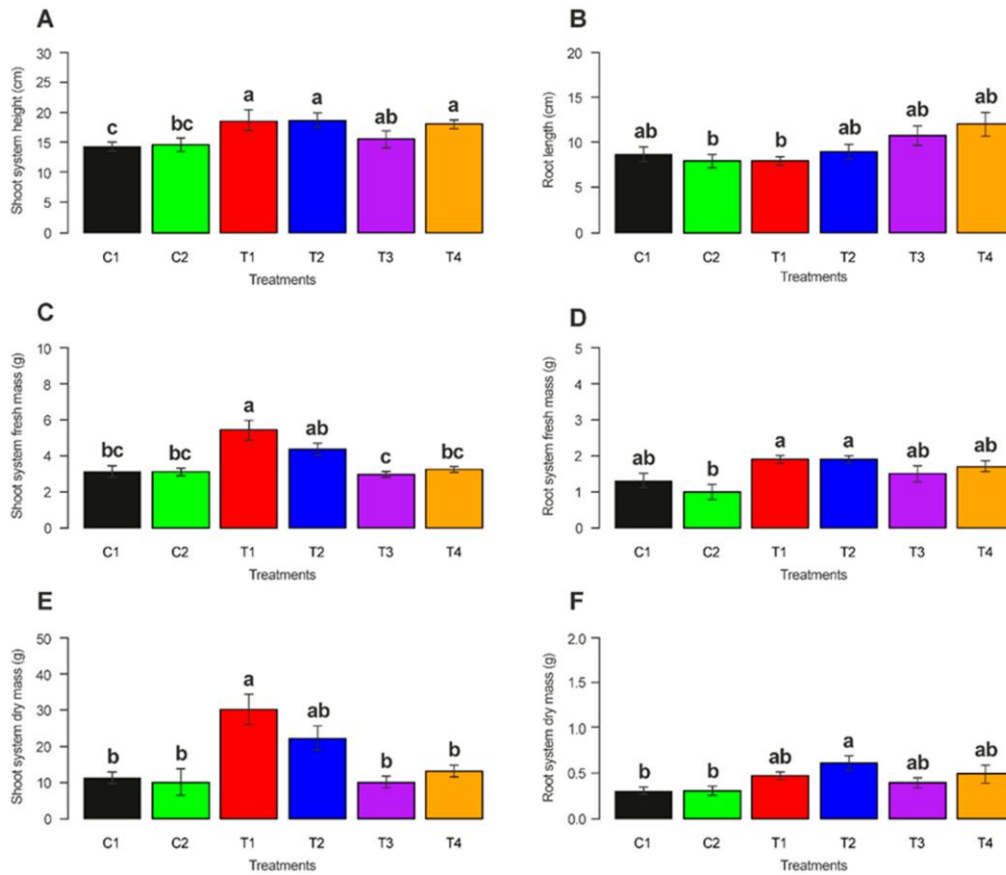 A
Shoot system height (cm)
30
25
20
15
10
5
0
c
bc
a
a
ab
a
C1 C2 T1 T2 T3 T4
Treatments
B
Root length (cm)
20
15
10
5
0
ab
b
b
ab
ab
ab
C1 C2 T1 T2 T3 T4
Treatments
C
Shoot system fresh mass (g)
10
8
6
4
2
0
bc
bc
a
ab
c
bc
C1 C2 T1 T2 T3 T4
Treatments
D
Root system fresh mass (g)
5
4
3
2
1
0
ab
b
a
a
ab
ab
C1 C2 T1 T2 T3 T4
Treatments
E
Shoot system dry mass (g)
50
40
30
20
10
0
b
b
a
ab
b
b
C1 C2 T1 T2 T3 T4
Treatments
F
Root system dry mass (g)
2.0
1.5
1.0
0.5
0.0
b
b
ab
a
ab
ab
C1 C2 T1 T2 T3 T4
Treatments